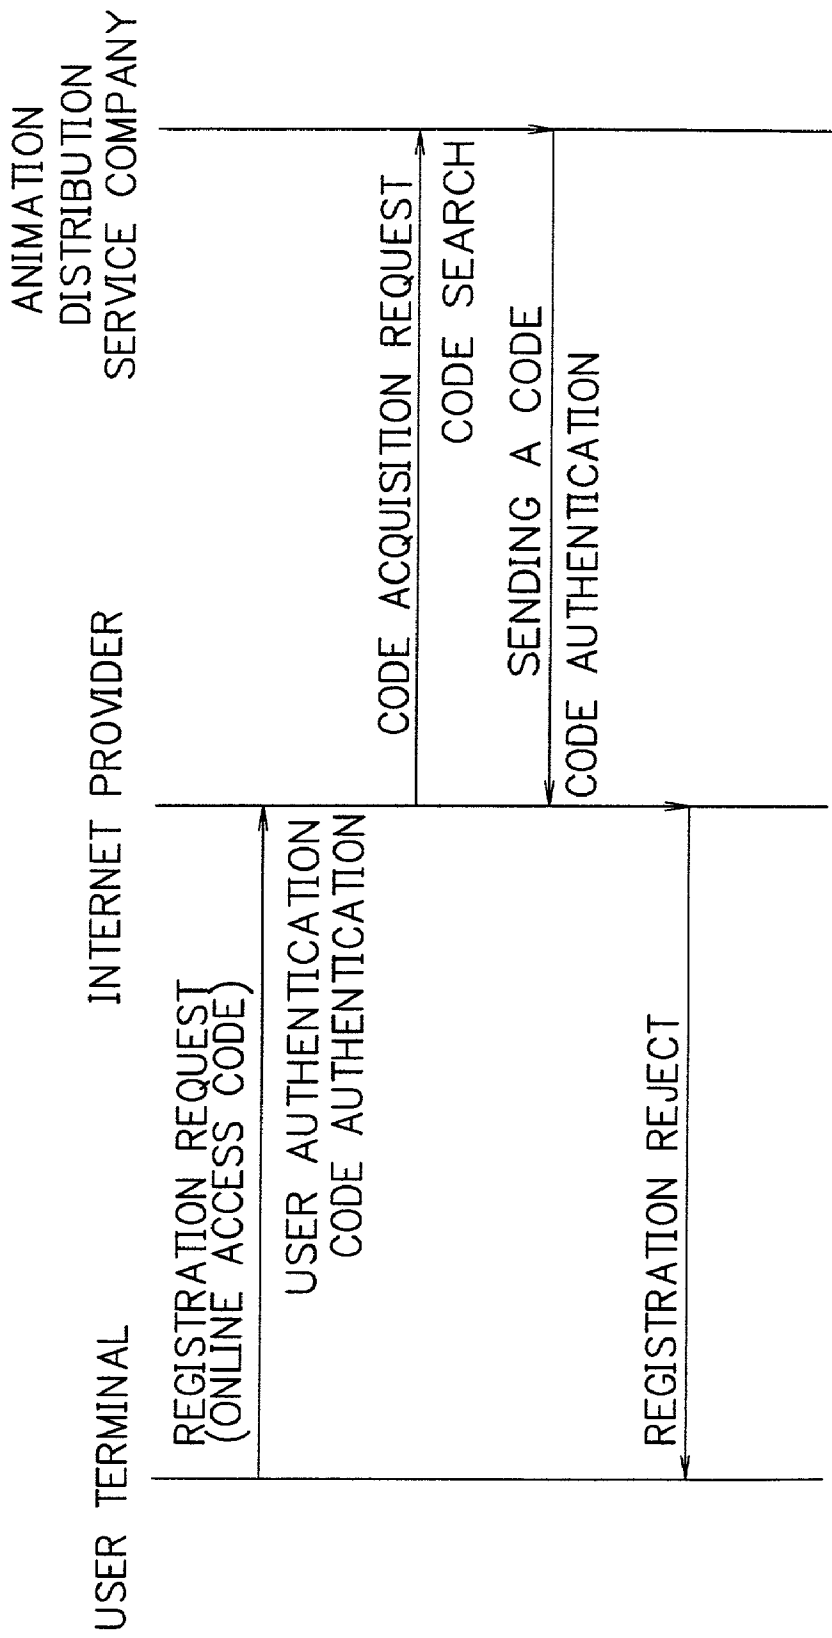 USER TERMINAL
INTERNET PROVIDER
ANIMATION
DISTRIBUTION
SERVICE COMPANY
REGISTRATION REQUEST
(ONLINE ACCESS CODE)
USER AUTHENTICATION
CODE AUTHENTICATION
CODE ACQUISITION REQUEST
CODE SEARCH
SENDING A CODE
CODE AUTHENTICATION
REGISTRATION REJECT